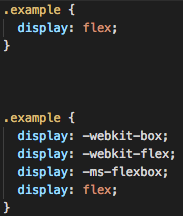 .example {
  display: flex;
}
.example {
  display: -webkit-box;
  display: -webkit-flex;
  display: -ms-flexbox;
  display: flex;
}